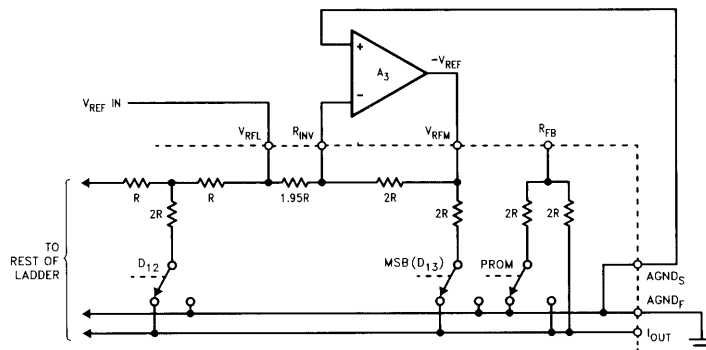 +
A3
-VREF
−
VREF IN
VRFL
RINV
VRFM
RFB
R
R
1.95R
2R
2R
2R
2R
2R
TO
REST OF
LADDER
D12
MSB(D13)
PROM
AGNDS
AGNDF
IOUT